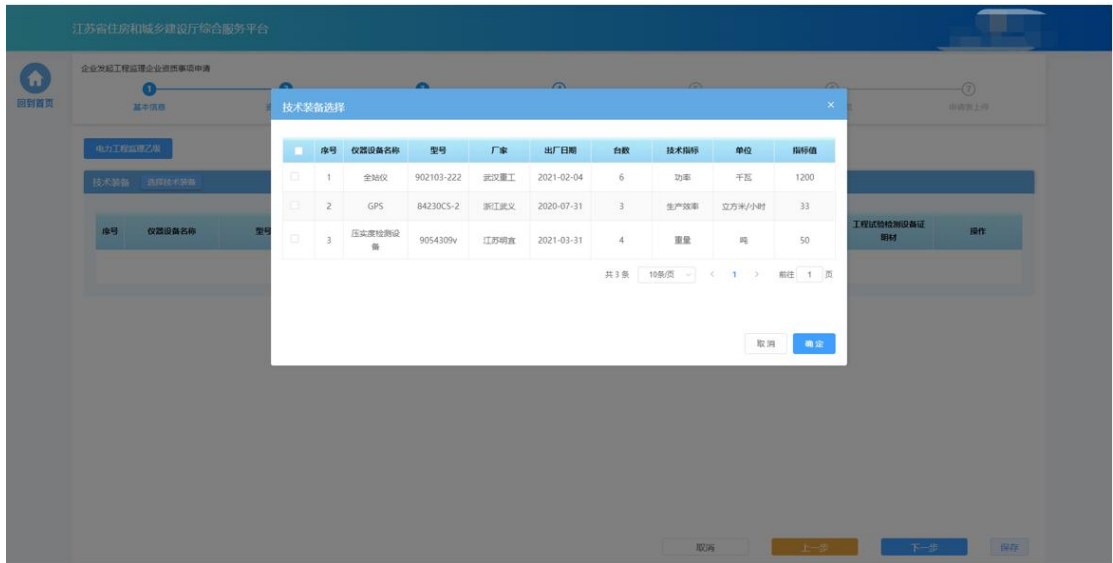 江苏省住房和城乡建设厅综合服务平台
回到首页
企业发起工程监理企业资质事项申请
1
7
基本信息
申请表上传
电力工程监理乙级
技术装备 选择技术装备
序号 仪器设备名称 型号 工程试验检测设备证明材 操作
技术装备选择 ×
序号 仪器设备名称 型号 厂家 出厂日期 台数 技术指标 单位 指标值
1 全站仪 902103-222 武汉重工 2021-02-04 6 功率 千瓦 1200
2 GPS 84230CS-2 浙江武义 2020-07-31 3 生产效率 立方米/小时 33
3 压实度检测设备 9054309v 江苏明宜 2021-03-31 4 重量 吨 50
共 3 条 10条/页 < 1 > 前往 1 页
取消 确定
取消 上一步 下一步 保存